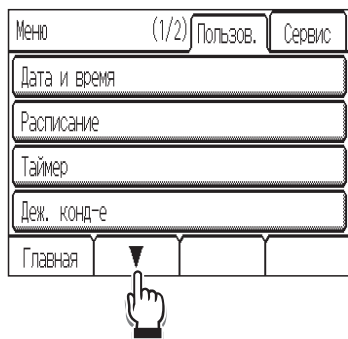 Меню (1/2) Пользов. Сервис
Дата и время
Расписание
Таймер
Деж. конд-е
Главная ▼